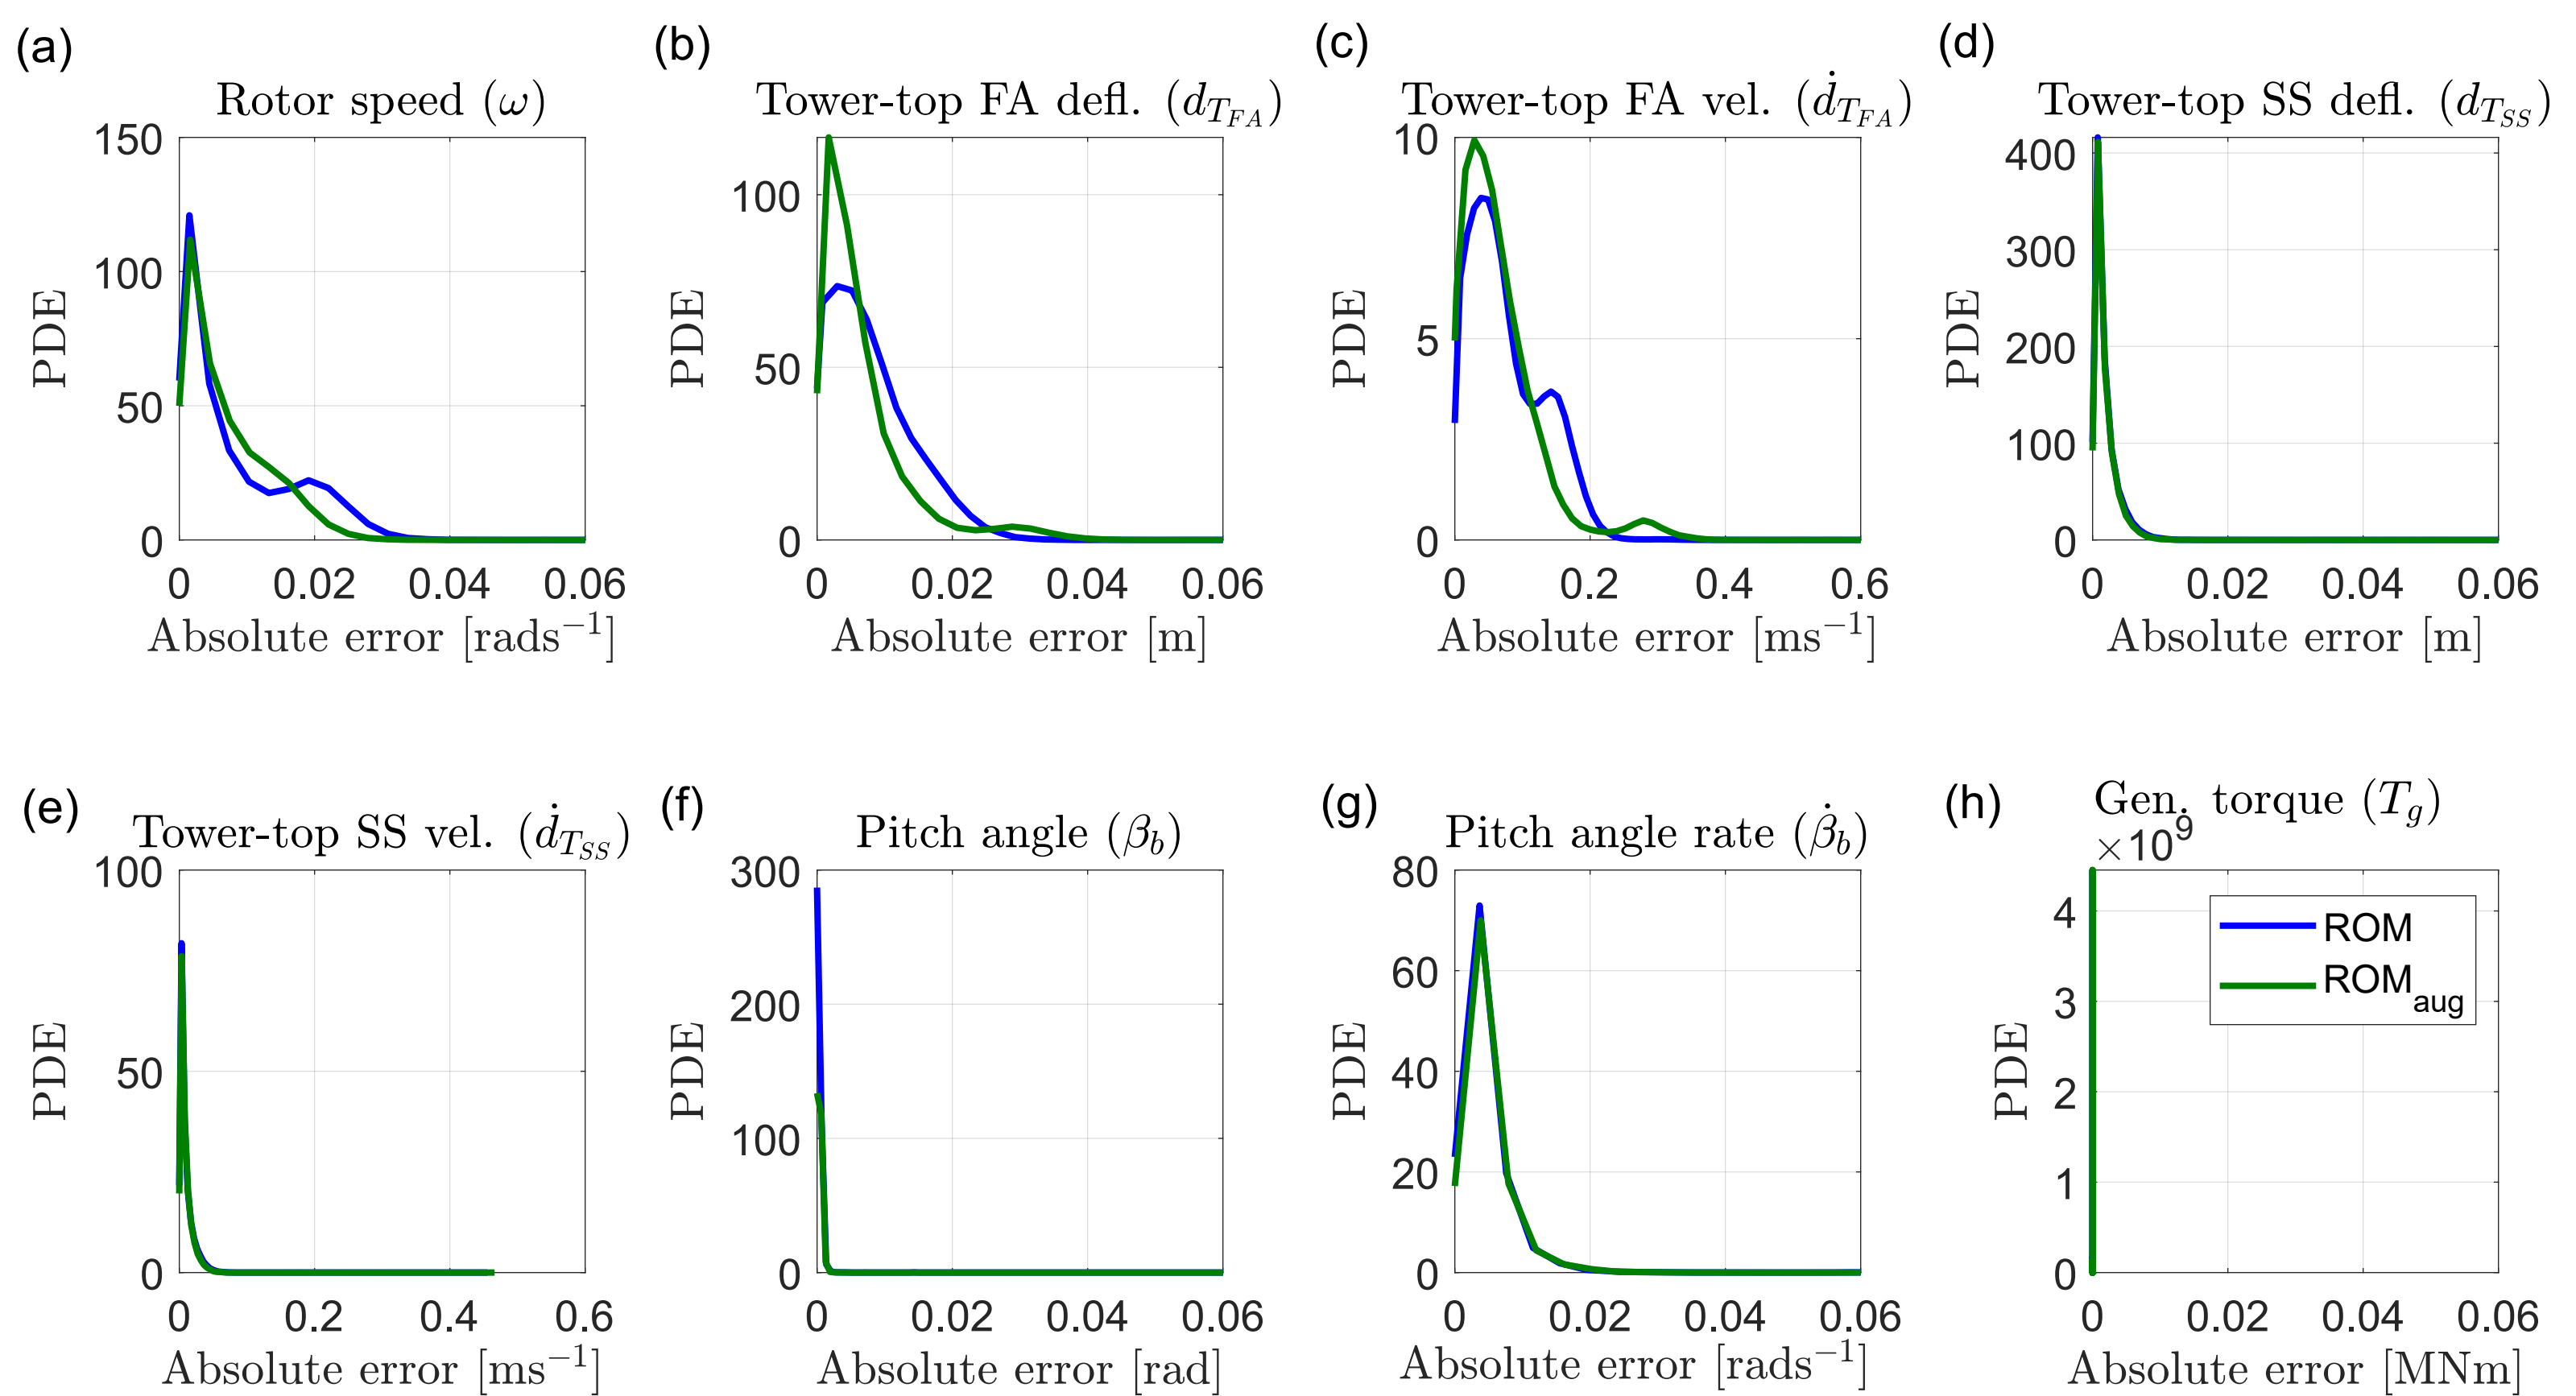 (a)
Rotor speed (ω)
PDE
150
100
50
0
0 0.02 0.04 0.06
Absolute error [rads⁻¹]
(b)
Tower-top FA defl. (d_{T_{FA}})
PDE
100
50
0
0 0.02 0.04 0.06
Absolute error [m]
(c)
Tower-top FA vel. (ḋ_{T_{FA}})
PDE
10
5
0
0 0.2 0.4 0.6
Absolute error [ms⁻¹]
(d)
Tower-top SS defl. (d_{T_{SS}})
PDE
400
300
200
100
0
0 0.02 0.04 0.06
Absolute error [m]
(e)
Tower-top SS vel. (ḋ_{T_{SS}})
PDE
100
50
0
0 0.2 0.4 0.6
Absolute error [ms⁻¹]
(f)
Pitch angle (β_b)
PDE
300
200
100
0
0 0.02 0.04 0.06
Absolute error [rad]
(g)
Pitch angle rate (β̇_b)
PDE
80
60
40
20
0
0 0.02 0.04 0.06
Absolute error [rads⁻¹]
(h)
Gen. torque (T_g)
×10⁹
PDE
4
3
2
1
0
ROM
ROM_{aug}
0 0.02 0.04 0.06
Absolute error [MNm]